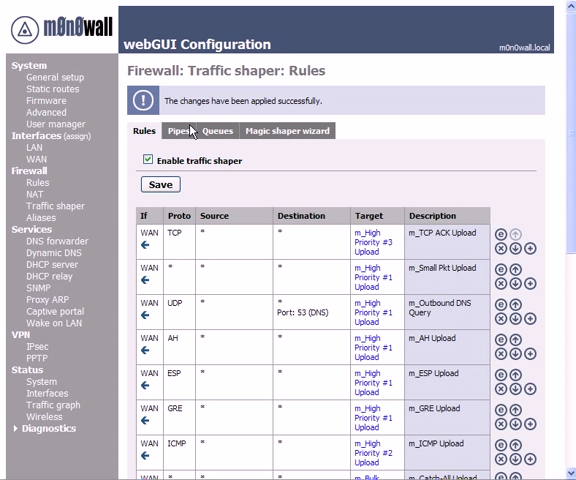 m0n0wall
webGUI Configuration
m0n0wall.local
System
General setup
Static routes
Firmware
Advanced
User manager
Interfaces (assign)
LAN
WAN
Firewall
Rules
NAT
Traffic shaper
Aliases
Services
DNS forwarder
Dynamic DNS
DHCP server
DHCP relay
SNMP
Proxy ARP
Captive portal
Wake on LAN
VPN
IPsec
PPTP
Status
System
Interfaces
Traffic graph
Wireless
Diagnostics
Firewall: Traffic shaper: Rules
The changes have been applied successfully.
Rules Pipes Queues Magic shaper wizard
Enable traffic shaper
Save
If Proto Source Destination Target Description
WAN TCP * * m_High m_TCP ACK Upload
Priority #3
Upload
WAN * * * m_High m_Small Pkt Upload
Priority #1
Upload
WAN UDP * * m_High m_Outbound DNS
Port: 53 (DNS) Priority #1 Query
Upload
WAN AH * * m_High m_AH Upload
Priority #1
Upload
WAN ESP * * m_High m_ESP Upload
Priority #1
Upload
WAN GRE * * m_High m_GRE Upload
Priority #1
Upload
WAN ICMP * * m_High m_ICMP Upload
Priority #2
Upload
WAN * * * m_Bulk m_Catch-All Upload